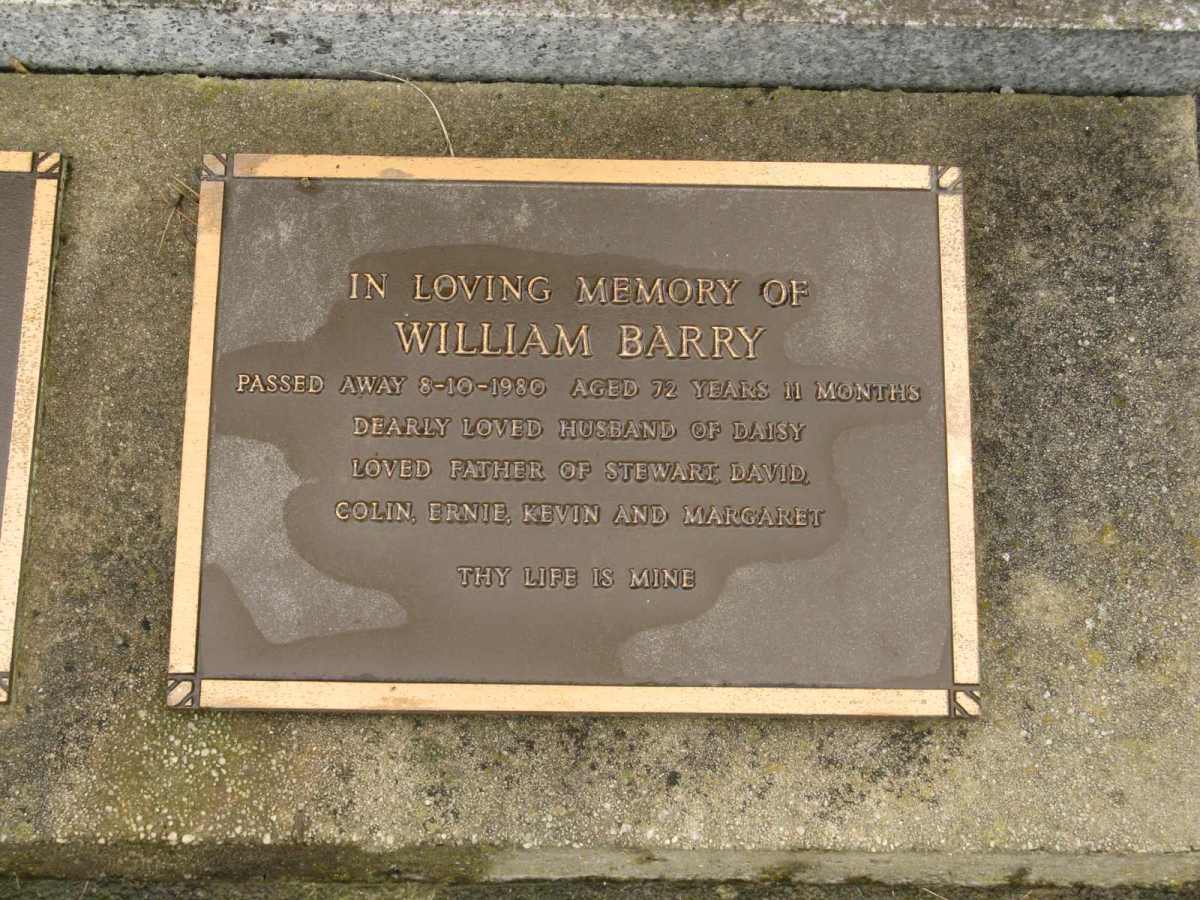 IN LOVING MEMORY OF
WILLIAM BARRY
PASSED AWAY 8-10-1980 AGED 72 YEARS 11 MONTHS
DEARLY LOVED HUSBAND OF DAISY
LOVED FATHER OF STEWART, DAVID,
COLIN, ERNIE, KEVIN AND MARGARET
THY LIFE IS MINE